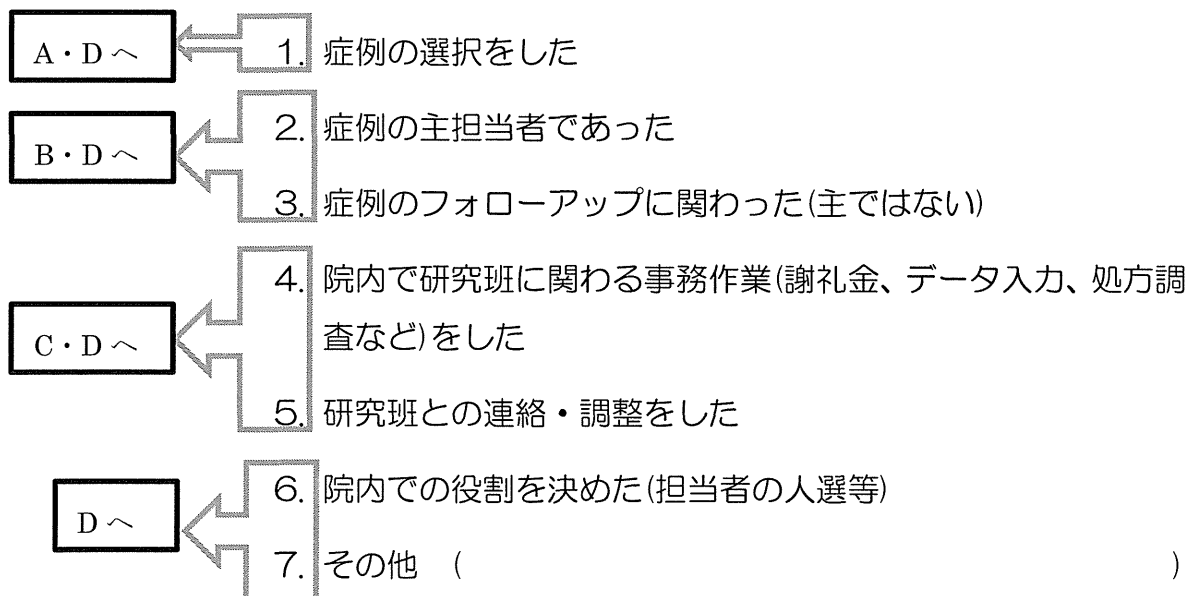 A・Dへ
1. 症例の選択をした
B・Dへ
2. 症例の主担当者であった
3. 症例のフォローアップに関わった(主ではない)
C・Dへ
4. 院内で研究班に関わる事務作業(謝礼金、データ入力、処方調
査など)をした
5. 研究班との連絡・調整をした
Dへ
6. 院内での役割を決めた(担当者の人選等)
7. その他 ( )